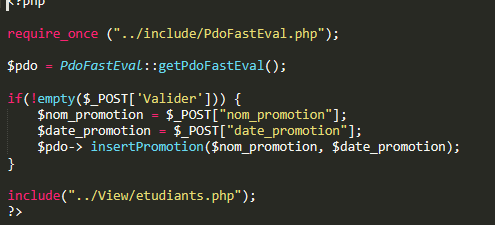 <?php
require_once ("../include/PdoFastEval.php");
$pdo = PdoFastEval::getPdoFastEval();
if(!empty($_POST['Valider'])) {
$nom_promotion = $_POST["nom_promotion"];
$date_promotion = $_POST["date_promotion"];
$pdo-> insertPromotion($nom_promotion, $date_promotion);
}
include("../View/etudiants.php");
?>